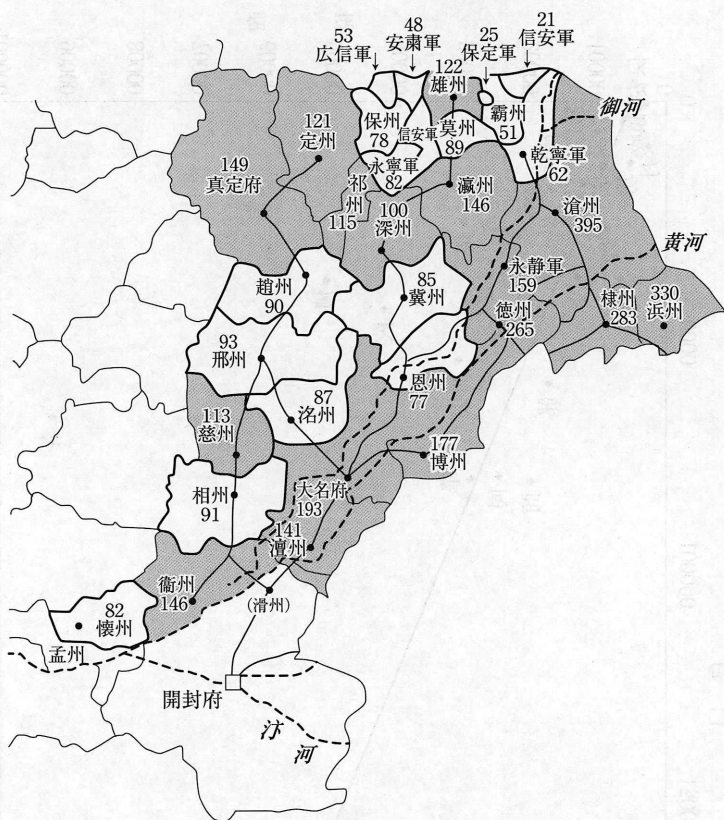 53
広信軍
48
安粛軍
25
保定軍
21
信安軍
122
雄州
121
定州
保州
78
信安軍
莫州
89
霸州
51
御河
149
真定府
永寧軍
82
乾寧軍
62
祁州
115
100
深州
瀛州
146
滄州
395
黄河
趙州
90
85
冀州
永静軍
159
徳州
265
棣州
283
330
浜州
93
邢州
87
洺州
恩州
77
113
慈州
177
博州
相州
91
大名府
193
141
澶州
衞州
146
(滑州)
82
懐州
孟州
開封府
汴河